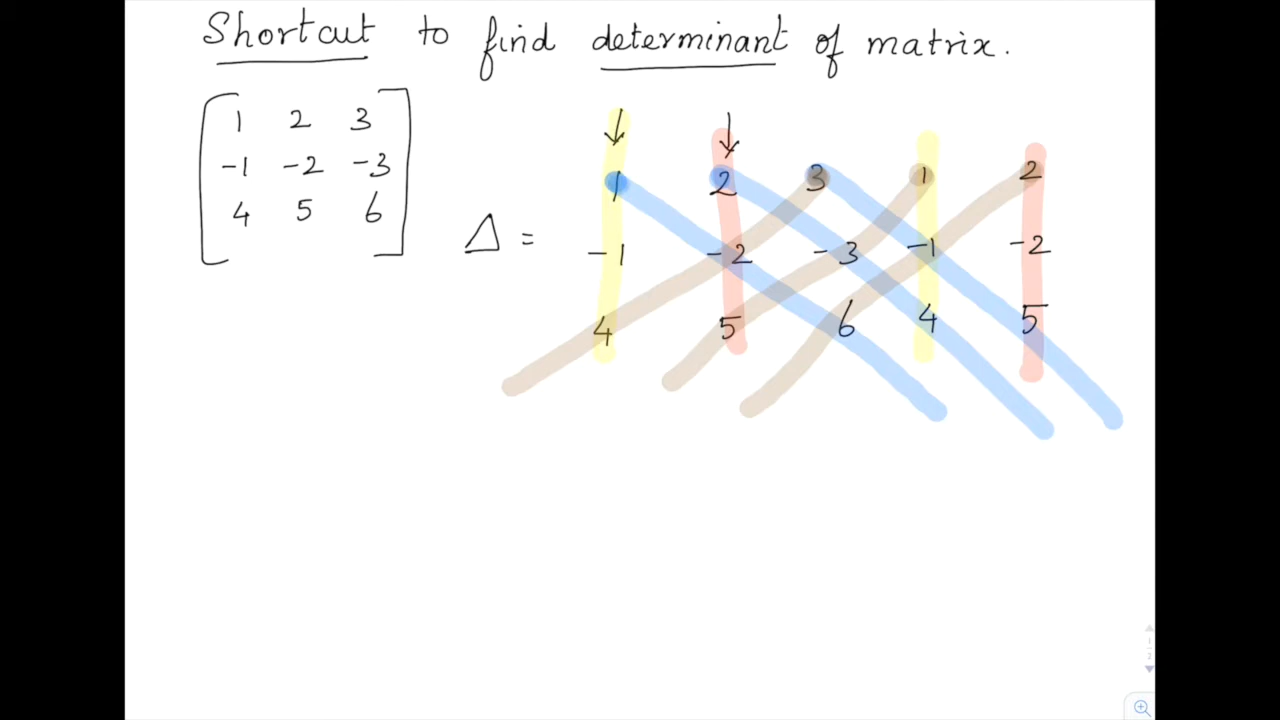 Shortcut to find determinant of matrix.
1 2 3
-1 -2 -3
4 5 6
Δ =
1 2 3 1 2
-1 -2 -3 -1 -2
4 5 6 4 5